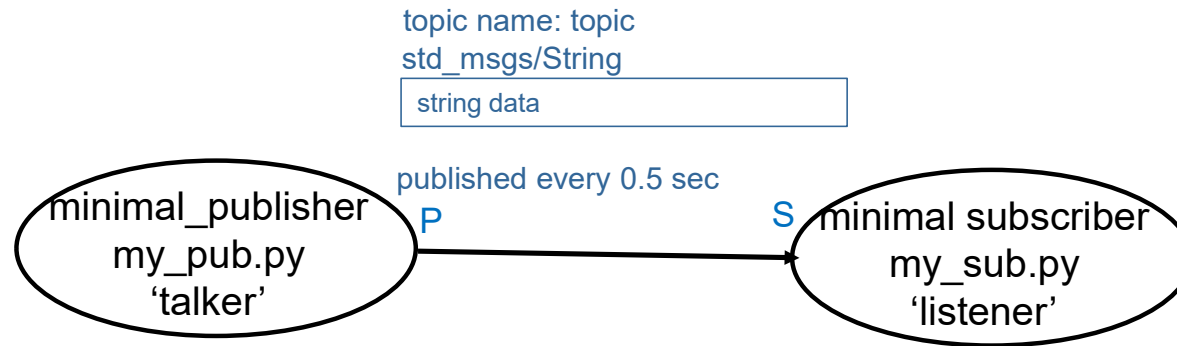 topic name: topic
std_msgs/String
string data
published every 0.5 sec
minimal_publisher
my_pub.py
‘talker’
P
S
minimal subscriber
my_sub.py
‘listener’